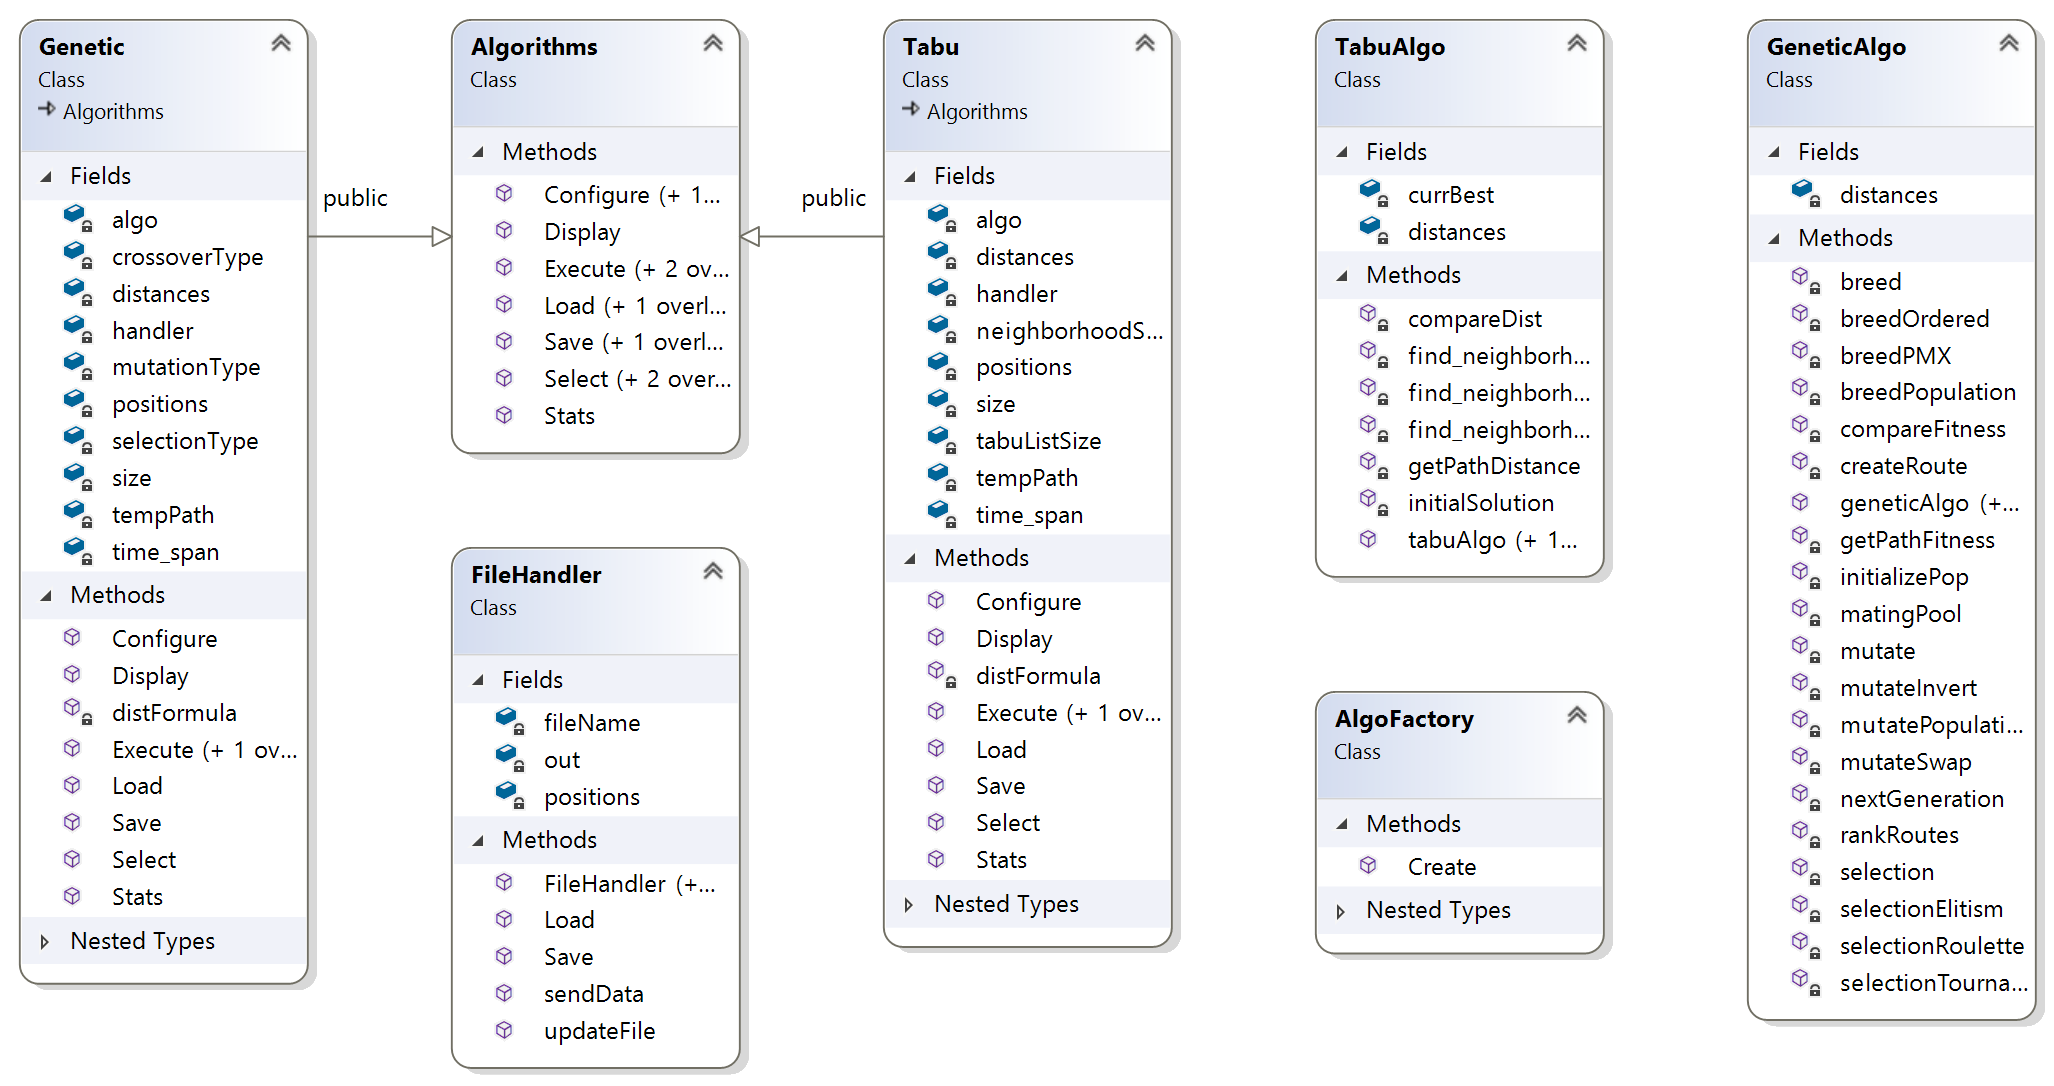 Genetic
Class
Algorithms
Fields
algo
crossoverType
distances
handler
mutationType
positions
selectionType
size
tempPath
time_span
Methods
Configure
Display
distFormula
Execute (+ 1 ov...
Load
Save
Select
Stats
Nested Types
public
Algorithms
Class
Methods
Configure (+ 1...
Display
Execute (+ 2 ov...
Load (+ 1 overl...
Save (+ 1 overl...
Select (+ 2 over...
Stats
FileHandler
Class
Fields
fileName
out
positions
Methods
FileHandler (+...
Load
Save
sendData
updateFile
public
Tabu
Class
Algorithms
Fields
algo
distances
handler
neighborhoodS...
positions
size
tabuListSize
tempPath
time_span
Methods
Configure
Display
distFormula
Execute (+ 1 ov...
Load
Save
Select
Stats
Nested Types
TabuAlgo
Class
Fields
currBest
distances
Methods
compareDist
find_neighborh...
find_neighborh...
find_neighborh...
getPathDistance
initialSolution
tabuAlgo (+ 1...
AlgoFactory
Class
Methods
Create
Nested Types
GeneticAlgo
Class
Fields
distances
Methods
breed
breedOrdered
breedPMX
breedPopulation
compareFitness
createRoute
geneticAlgo (+...
getPathFitness
initializePop
matingPool
mutate
mutateInvert
mutatePopulati...
mutateSwap
nextGeneration
rankRoutes
selection
selectionElitism
selectionRoulette
selectionTourna...